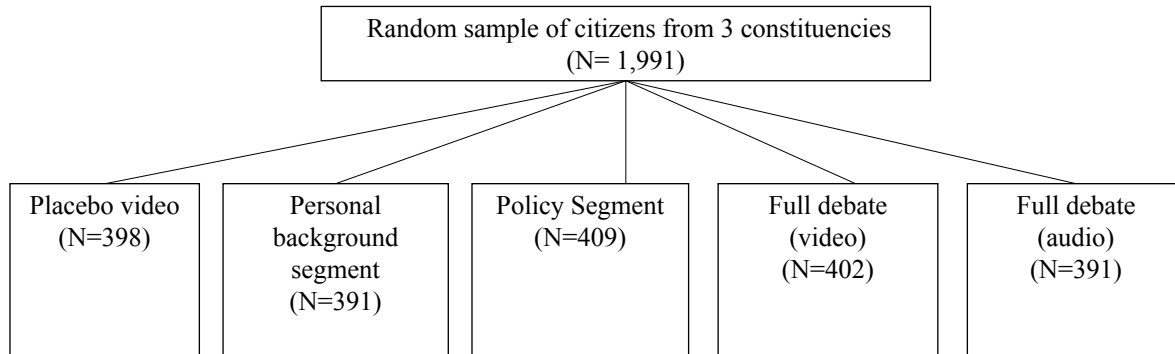 Random sample of citizens from 3 constituencies
(N= 1,991)
Placebo video
(N=398)
Personal
background
segment
(N=391)
Policy Segment
(N=409)
Full debate
(video)
(N=402)
Full debate
(audio)
(N=391)